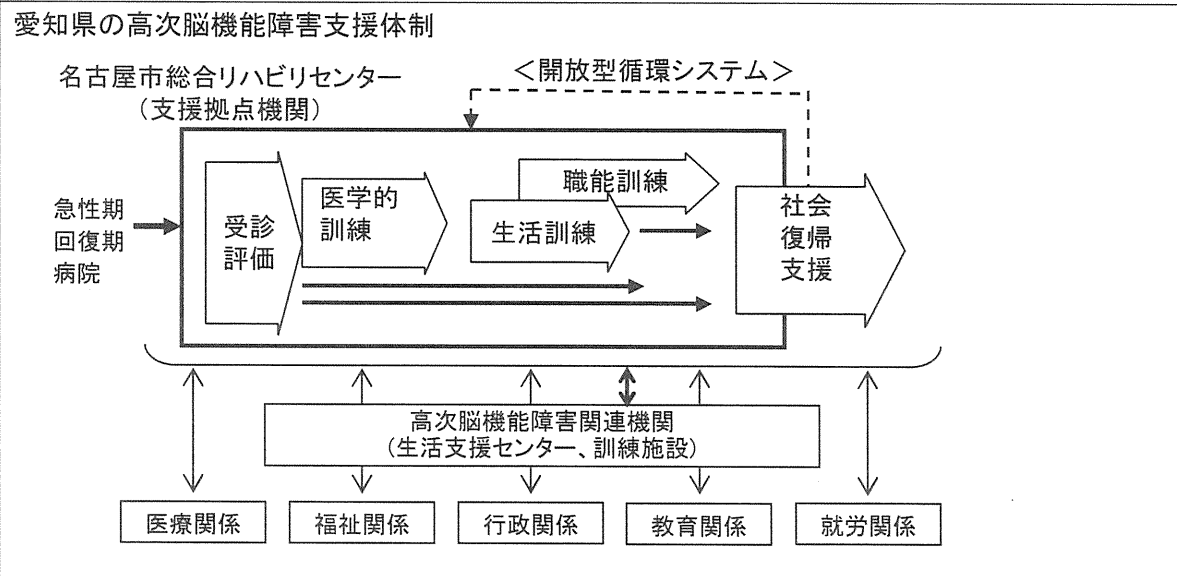 愛知県の高次脳機能障害支援体制
名古屋市総合リハビリセンター
(支援拠点機関)
＜開放型循環システム＞
急性期
回復期
病院
受診
評価
医学的
訓練
職能訓練
生活訓練
社会
復帰
支援
高次脳機能障害関連機関
(生活支援センター、訓練施設)
医療関係
福祉関係
行政関係
教育関係
就労関係